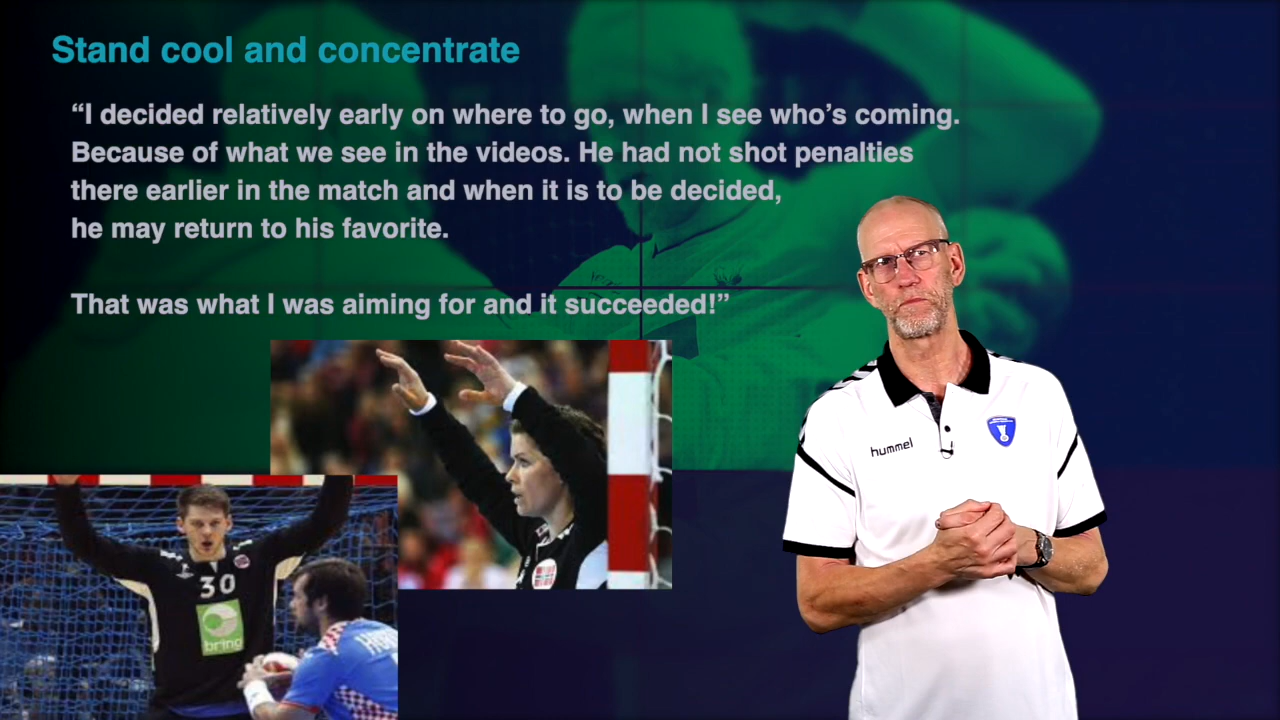 Stand cool and concentrate
“I decided relatively early on where to go, when I see who’s coming.
Because of what we see in the videos. He had not shot penalties
there earlier in the match and when it is to be decided,
he may return to his favorite.
That was what I was aiming for and it succeeded!”
hummel
30
bring